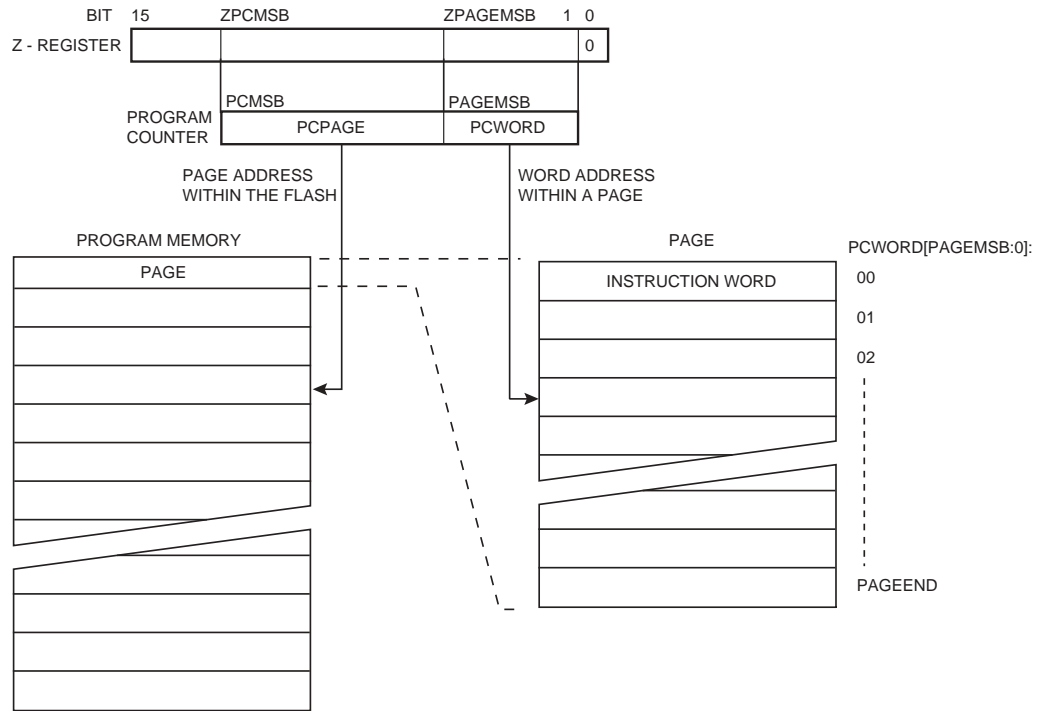 BIT 15 ZPCMSB ZPAGEMSB 1 0
Z - REGISTER 0
PCMSB PAGEMSB
PROGRAM
COUNTER
PCPAGE PCWORD
PAGE ADDRESS
WITHIN THE FLASH
WORD ADDRESS
WITHIN A PAGE
PROGRAM MEMORY
PAGE
PAGE
INSTRUCTION WORD
PCWORD[PAGEMSB:0]:
00
01
02
PAGEEND